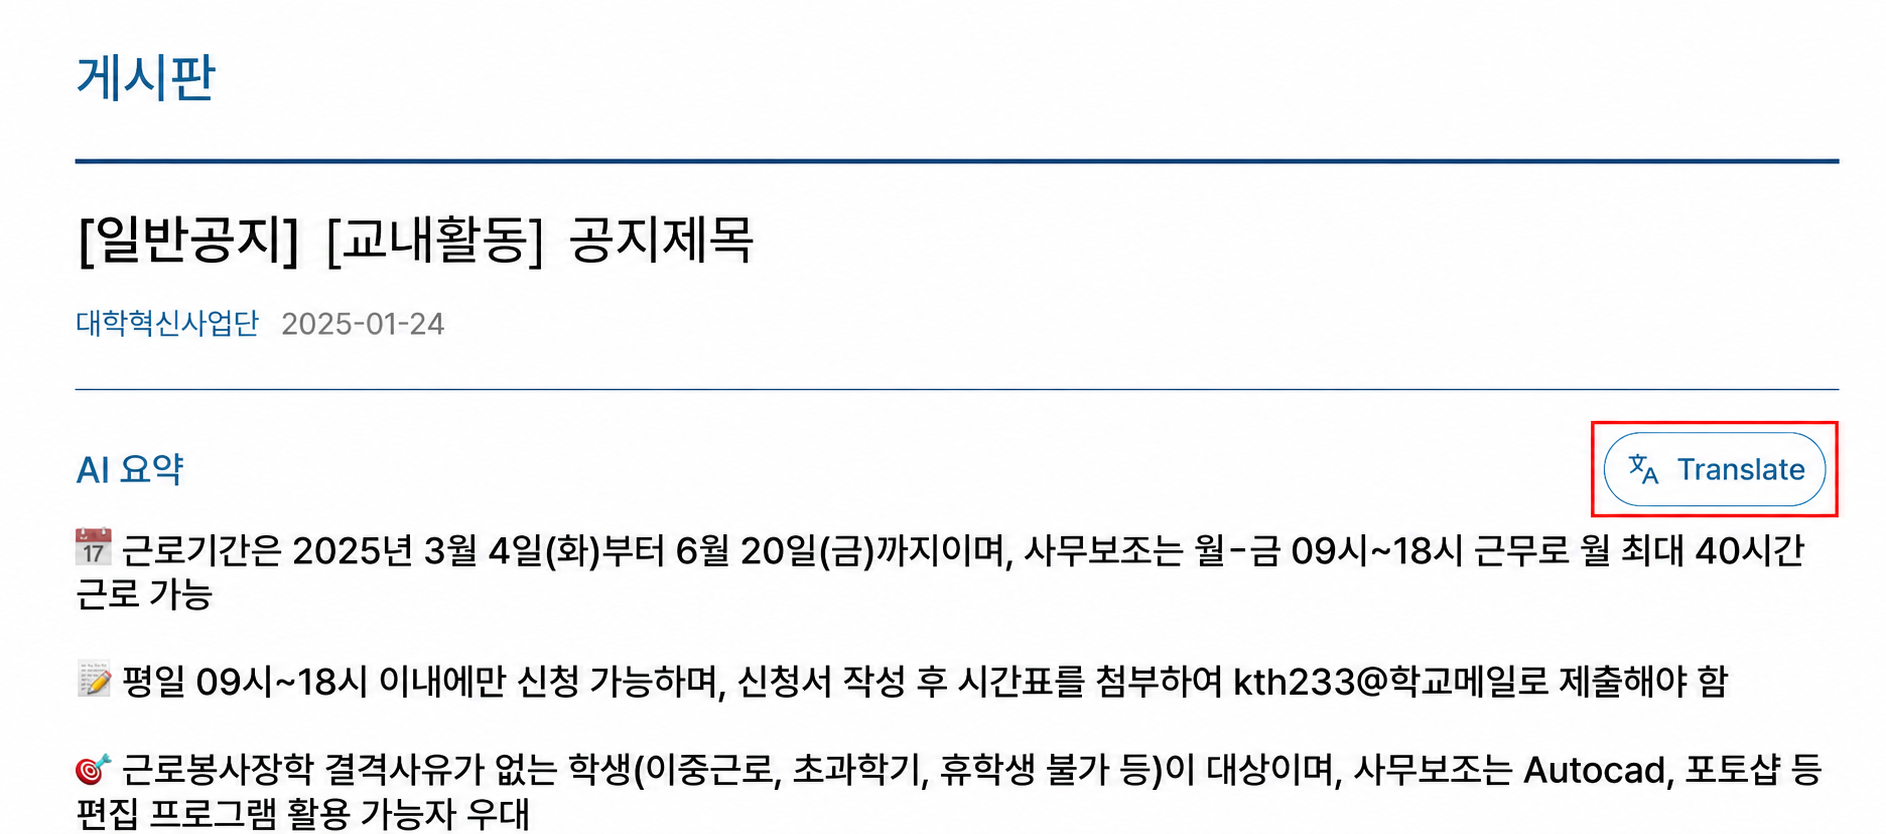 게시판
[일반공지] [교내활동] 공지제목
대학혁신사업단 2025-01-24
AI 요약
Translate
근로기간은 2025년 3월 4일(화)부터 6월 20일(금)까지이며, 사무보조는 월-금 09시~18시 근무로 월 최대 40시간
근로 가능
평일 09시~18시 이내에만 신청 가능하며, 신청서 작성 후 시간표를 첨부하여 kth233@학교메일로 제출해야 함
근로봉사장학 결격사유가 없는 학생(이중근로, 초과학기, 휴학생 불가 등)이 대상이며, 사무보조는 Autocad, 포토샵 등
편집 프로그램 활용 가능자 우대